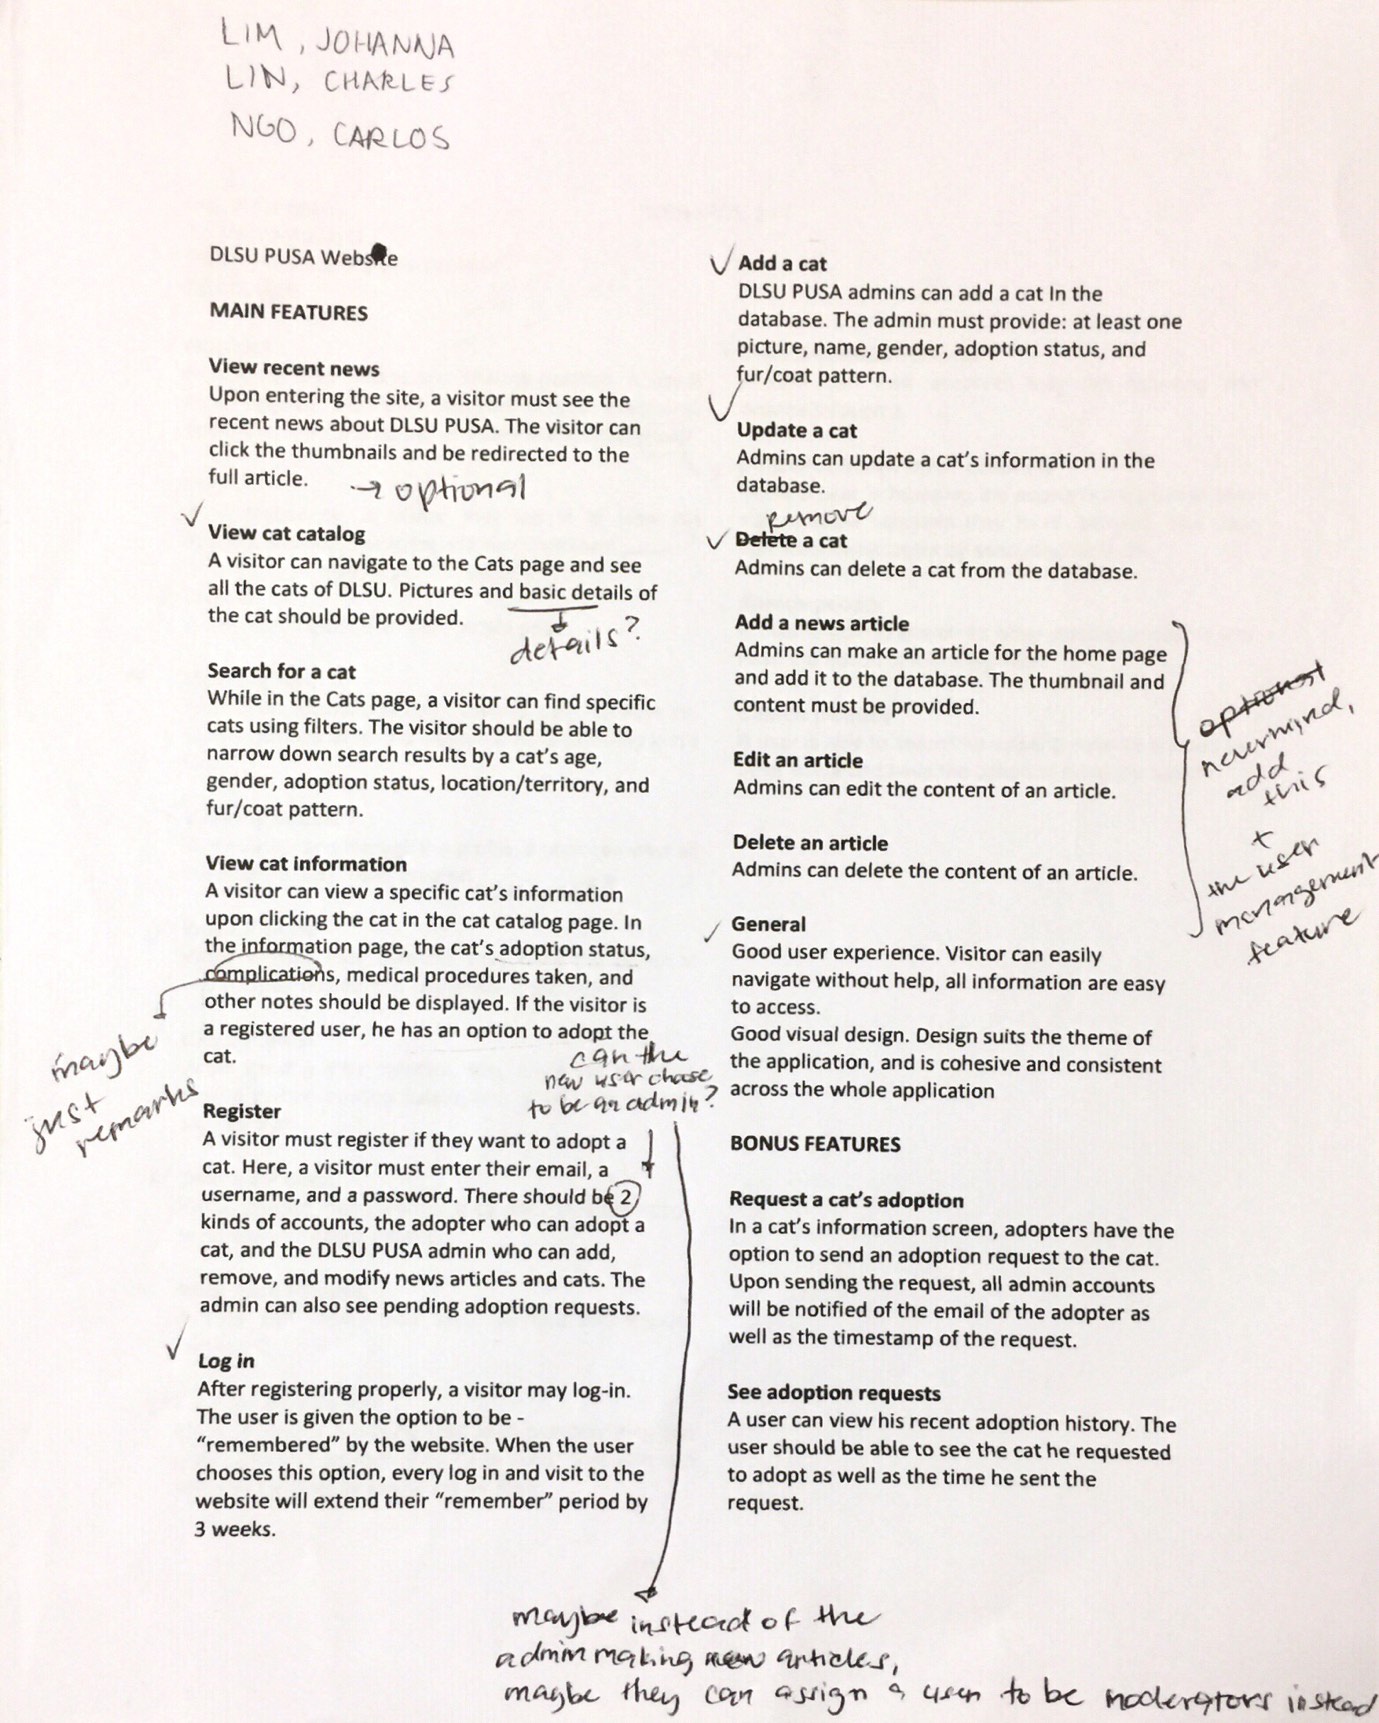 LIM, JOHANNA
LIN, CHARLES
NGO, CARLOS
DLSU PUSA Website
MAIN FEATURES
View recent news
Upon entering the site, a visitor must see the
recent news about DLSU PUSA. The visitor can
click the thumbnails and be redirected to the
full article.
→ optional
✓
View cat catalog
A visitor can navigate to the Cats page and see
all the cats of DLSU. Pictures and basic details of
the cat should be provided.
details?
Search for a cat
While in the Cats page, a visitor can find specific
cats using filters. The visitor should be able to
narrow down search results by a cat's age,
gender, adoption status, location/territory, and
fur/coat pattern.
View cat information
A visitor can view a specific cat's information
upon clicking the cat in the cat catalog page. In
the information page, the cat's adoption status,
complications, medical procedures taken, and
other notes should be displayed. If the visitor is
a registered user, he has an option to adopt the
cat.
maybe
just
remarks
can the
new user choose
to be an admin?
Register
A visitor must register if they want to adopt a
cat. Here, a visitor must enter their email, a
username, and a password. There should be 2
kinds of accounts, the adopter who can adopt a
cat, and the DLSU PUSA admin who can add,
remove, and modify news articles and cats. The
admin can also see pending adoption requests.
✓
Log in
After registering properly, a visitor may log-in.
The user is given the option to be -
“remembered” by the website. When the user
chooses this option, every log in and visit to the
website will extend their “remember” period by
3 weeks.
✓ Add a cat
DLSU PUSA admins can add a cat In the
database. The admin must provide: at least one
picture, name, gender, adoption status, and
fur/coat pattern.
✓
Update a cat
Admins can update a cat's information in the
database.
remove
✓ Delete a cat
Admins can delete a cat from the database.
Add a news article
Admins can make an article for the home page
and add it to the database. The thumbnail and
content must be provided.
Edit an article
Admins can edit the content of an article.
Delete an article
Admins can delete the content of an article.
optional
nevermind,
add
this
+
the user
management
feature
✓ General
Good user experience. Visitor can easily
navigate without help, all information are easy
to access.
Good visual design. Design suits the theme of
the application, and is cohesive and consistent
across the whole application
BONUS FEATURES
Request a cat's adoption
In a cat's information screen, adopters have the
option to send an adoption request to the cat.
Upon sending the request, all admin accounts
will be notified of the email of the adopter as
well as the timestamp of the request.
See adoption requests
A user can view his recent adoption history. The
user should be able to see the cat he requested
to adopt as well as the time he sent the
request.
maybe instead of the
admin making new articles,
maybe they can assign a user to be moderators instead